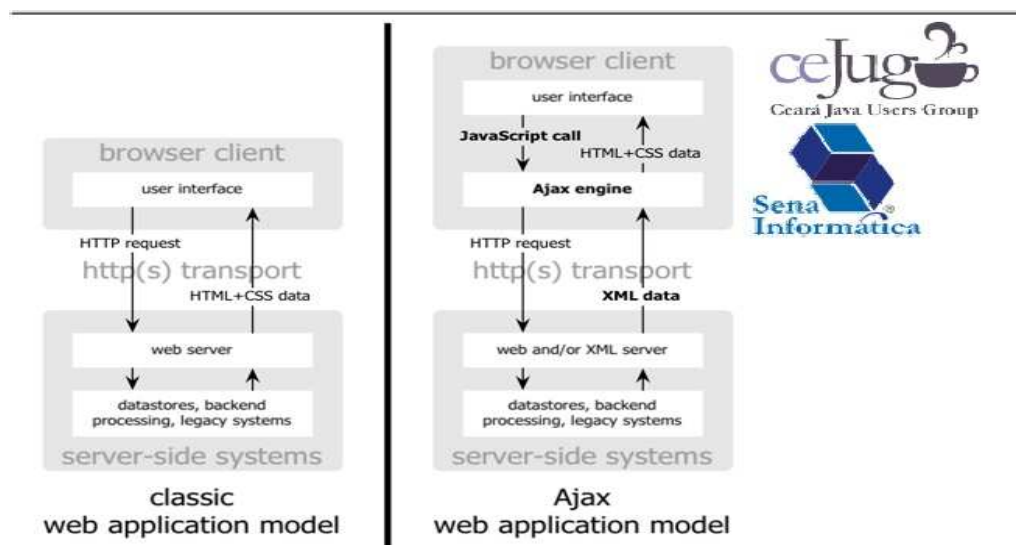 browser client
user interface
HTTP request
http(s) transport
HTML+CSS data
web server
datastores, backend
processing, legacy systems
server-side systems
classic
web application model
browser client
user interface
JavaScript call
HTML+CSS data
Ajax engine
HTTP request
http(s) transport
XML data
web and/or XML server
datastores, backend
processing, legacy systems
server-side systems
Ajax
web application model
ceJug
Ceará Java Users Group
Sena
Informática
®